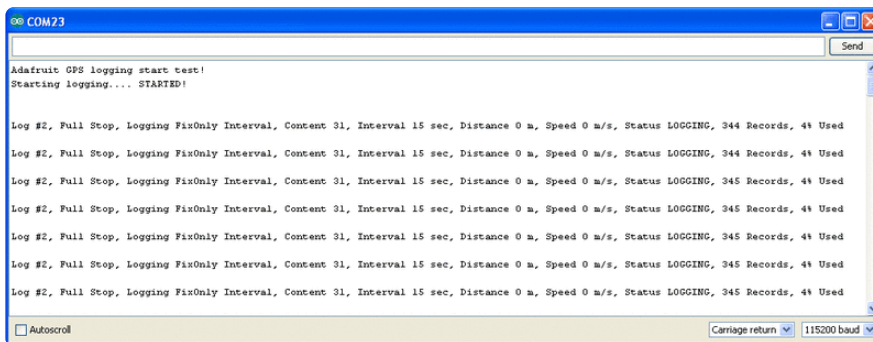 COM23
Send
Adafruit GPS logging start test!
Starting logging.... STARTED!
Log #2, Full Stop, Logging FixOnly Interval, Content 31, Interval 15 sec, Distance 0 m, Speed 0 m/s, Status LOGGING, 344 Records, 4% Used
Log #2, Full Stop, Logging FixOnly Interval, Content 31, Interval 15 sec, Distance 0 m, Speed 0 m/s, Status LOGGING, 344 Records, 4% Used
Log #2, Full Stop, Logging FixOnly Interval, Content 31, Interval 15 sec, Distance 0 m, Speed 0 m/s, Status LOGGING, 345 Records, 4% Used
Log #2, Full Stop, Logging FixOnly Interval, Content 31, Interval 15 sec, Distance 0 m, Speed 0 m/s, Status LOGGING, 345 Records, 4% Used
Log #2, Full Stop, Logging FixOnly Interval, Content 31, Interval 15 sec, Distance 0 m, Speed 0 m/s, Status LOGGING, 345 Records, 4% Used
Log #2, Full Stop, Logging FixOnly Interval, Content 31, Interval 15 sec, Distance 0 m, Speed 0 m/s, Status LOGGING, 345 Records, 4% Used
Log #2, Full Stop, Logging FixOnly Interval, Content 31, Interval 15 sec, Distance 0 m, Speed 0 m/s, Status LOGGING, 345 Records, 4% Used
Autoscroll Carriage return 115200 baud